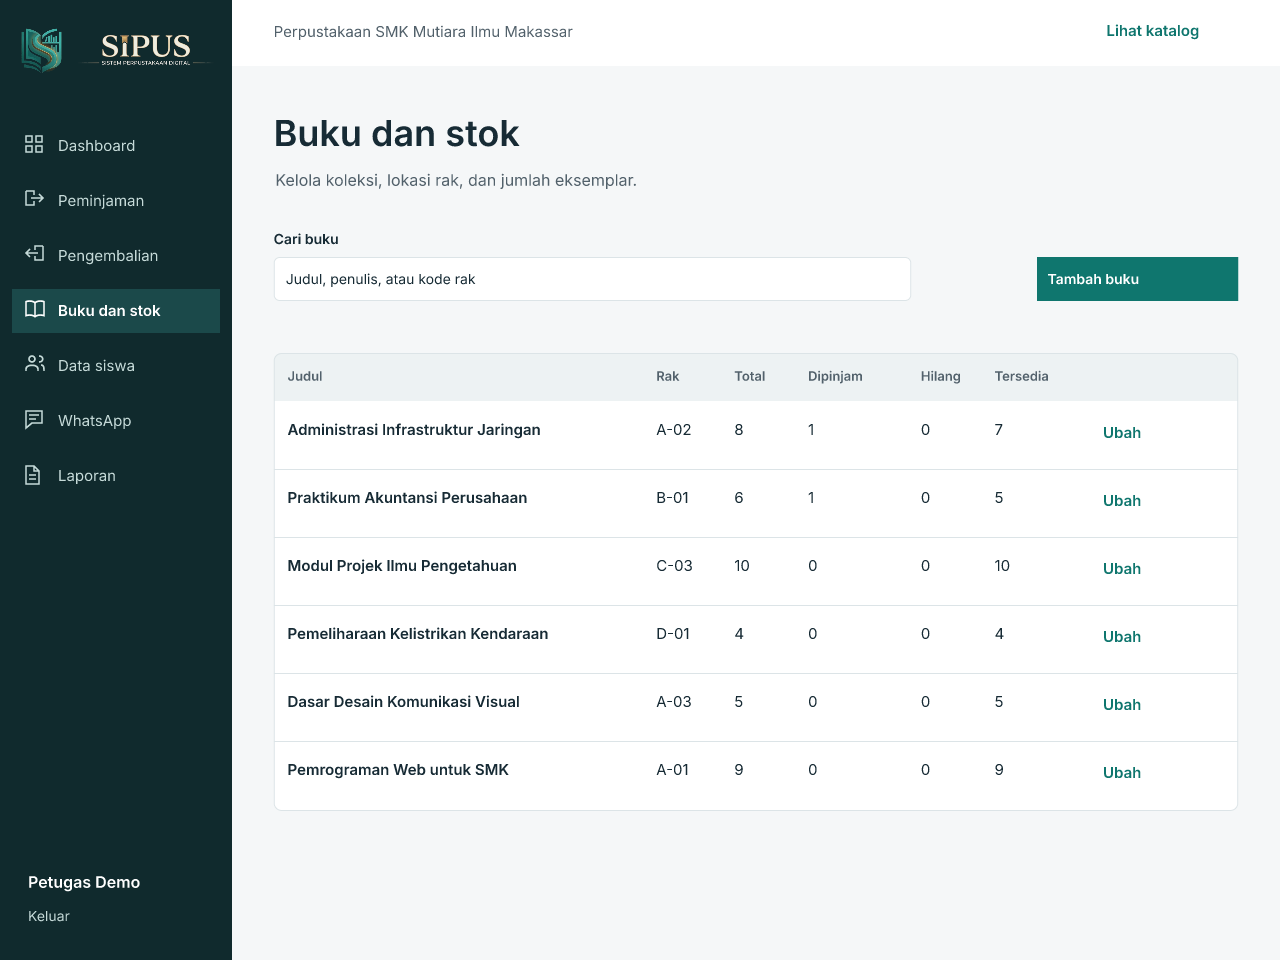 SiPUS
SISTEM PERPUSTAKAAN DIGITAL
Perpustakaan SMK Mutiara Ilmu Makassar
Lihat katalog
Dashboard
Peminjaman
Pengembalian
Buku dan stok
Data siswa
WhatsApp
Laporan
Petugas Demo
Keluar
Buku dan stok
Kelola koleksi, lokasi rak, dan jumlah eksemplar.
Cari buku
Judul, penulis, atau kode rak
Tambah buku
Judul Rak Total Dipinjam Hilang Tersedia
Administrasi Infrastruktur Jaringan A-02 8 1 0 7 Ubah
Praktikum Akuntansi Perusahaan B-01 6 1 0 5 Ubah
Modul Projek Ilmu Pengetahuan C-03 10 0 0 10 Ubah
Pemeliharaan Kelistrikan Kendaraan D-01 4 0 0 4 Ubah
Dasar Desain Komunikasi Visual A-03 5 0 0 5 Ubah
Pemrograman Web untuk SMK A-01 9 0 0 9 Ubah